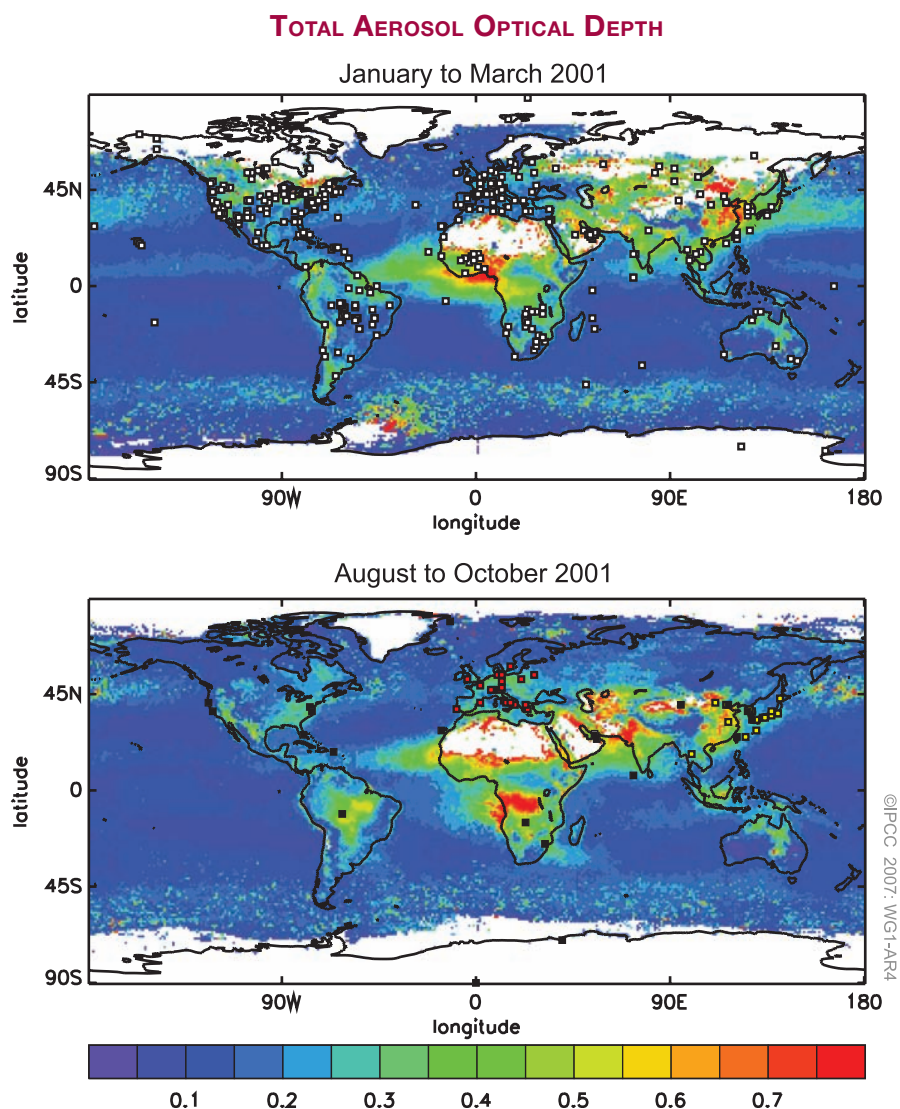 Total Aerosol Optical Depth
January to March 2001
latitude
45N
0
45S
90S
90W 0 90E 180
longitude
August to October 2001
latitude
45N
0
45S
90S
90W 0 90E 180
longitude
©IPCC 2007: WG1-AR4
0.1 0.2 0.3 0.4 0.5 0.6 0.7